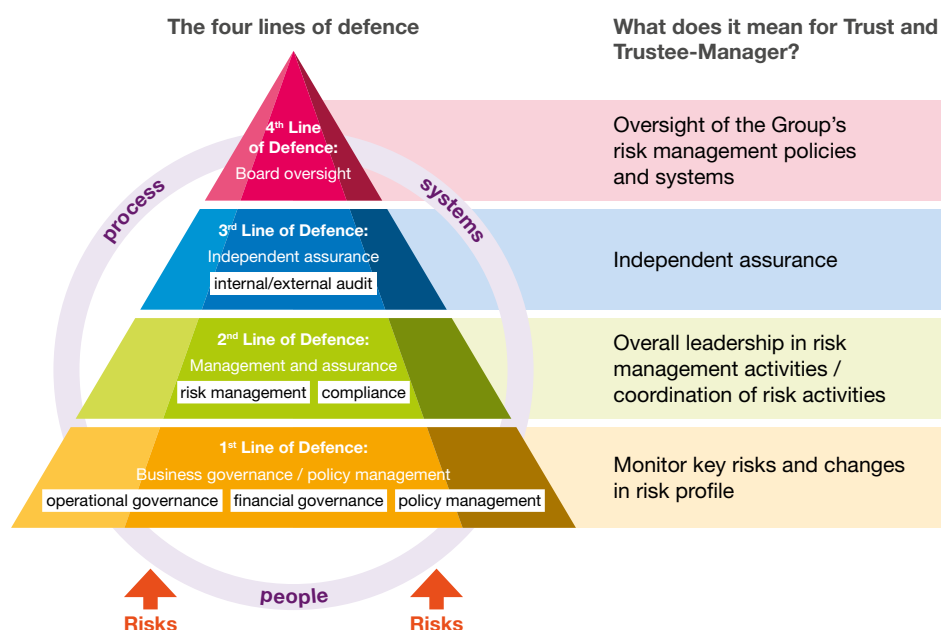 The four lines of defence
What does it mean for Trust and
Trustee-Manager?
4th Line
of Defence:
Board oversight
Oversight of the Group's
risk management policies
and systems
process
systems
3rd Line of Defence:
Independent assurance
internal/external audit
Independent assurance
2nd Line of Defence:
Management and assurance
risk management
compliance
Overall leadership in risk
management activities /
coordination of risk activities
1st Line of Defence:
Business governance / policy management
operational governance
financial governance
policy management
Monitor key risks and changes
in risk profile
people
Risks
Risks